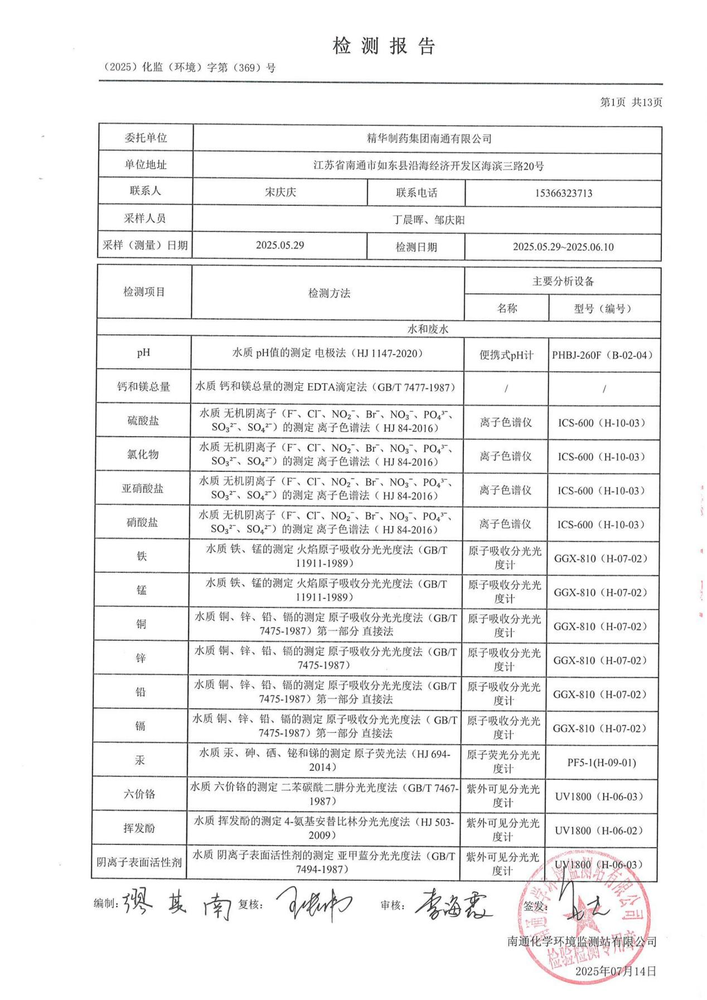 检测报告
（2025）化监（环境）字第（369）号
第1页 共13页
委托单位 精华制药集团南通有限公司
单位地址 江苏省南通市如东县沿海经济开发区海滨三路20号
联系人 宋庆庆 联系电话 15366323713
采样人员 丁晨晖、邹庆阳
采样（测量）日期 2025.05.29 检测日期 2025.05.29~2025.06.10
检测项目 检测方法 主要分析设备
名称 型号（编号）
水和废水
pH 水质 pH值的测定 电极法（HJ 1147-2020） 便携式pH计 PHBJ-260F（B-02-04）
钙和镁总量 水质 钙和镁总量的测定 EDTA滴定法（GB/T 7477-1987） / /
硫酸盐 水质 无机阴离子（F⁻、Cl⁻、NO₂⁻、Br⁻、NO₃⁻、PO₄³⁻、
SO₃²⁻、SO₄²⁻）的测定 离子色谱法（ HJ 84-2016） 离子色谱仪 ICS-600（H-10-03）
氯化物 水质 无机阴离子（F⁻、Cl⁻、NO₂⁻、Br⁻、NO₃⁻、PO₄³⁻、
SO₃²⁻、SO₄²⁻）的测定 离子色谱法（ HJ 84-2016） 离子色谱仪 ICS-600（H-10-03）
亚硝酸盐 水质 无机阴离子（F⁻、Cl⁻、NO₂⁻、Br⁻、NO₃⁻、PO₄³⁻、
SO₃²⁻、SO₄²⁻）的测定 离子色谱法（ HJ 84-2016） 离子色谱仪 ICS-600（H-10-03）
硝酸盐 水质 无机阴离子（F⁻、Cl⁻、NO₂⁻、Br⁻、NO₃⁻、PO₄³⁻、
SO₃²⁻、SO₄²⁻）的测定 离子色谱法（ HJ 84-2016） 离子色谱仪 ICS-600（H-10-03）
铁 水质 铁、锰的测定 火焰原子吸收分光光度法（GB/T
11911-1989） 原子吸收分光光
度计 GGX-810（H-07-02）
锰 水质 铁、锰的测定 火焰原子吸收分光光度法（GB/T
11911-1989） 原子吸收分光光
度计 GGX-810（H-07-02）
铜 水质 铜、锌、铅、镉的测定 原子吸收分光光度法（GB/T
7475-1987）第一部分 直接法 原子吸收分光光
度计 GGX-810（H-07-02）
锌 水质 铜、锌、铅、镉的测定 原子吸收分光光度法（GB/T
7475-1987） 原子吸收分光光
度计 GGX-810（H-07-02）
铅 水质 铜、锌、铅、镉的测定 原子吸收分光光度法（GB/T
7475-1987）第一部分 直接法 原子吸收分光光
度计 GGX-810（H-07-02）
镉 水质 铜、锌、铅、镉的测定 原子吸收分光光度法（ GB/T
7475-1987）第一部分 直接法 原子吸收分光光
度计 GGX-810（H-07-02）
汞 水质 汞、砷、硒、铋和锑的测定 原子荧光法（HJ 694-
2014） 原子荧光分光光
度计 PF5-1(H-09-01)
六价铬 水质 六价铬的测定 二苯碳酰二肼分光光度法（GB/T 7467-
1987） 紫外可见分光光
度计 UV1800（H-06-03）
挥发酚 水质 挥发酚的测定 4-氨基安替比林分光光度法（HJ 503-
2009） 紫外可见分光光
度计 UV1800（H-06-02）
阴离子表面活性剂 水质 阴离子表面活性剂的测定 亚甲蓝分光光度法（GB/T
7494-1987） 紫外可见分光光
度计 UV1800（H-06-03）
编制：缪其南 复核： 审核：李海霞 签发：
南通化学环境监测站有限公司
检验检测专用章
南通化学环境监测站有限公司
2025年07月14日